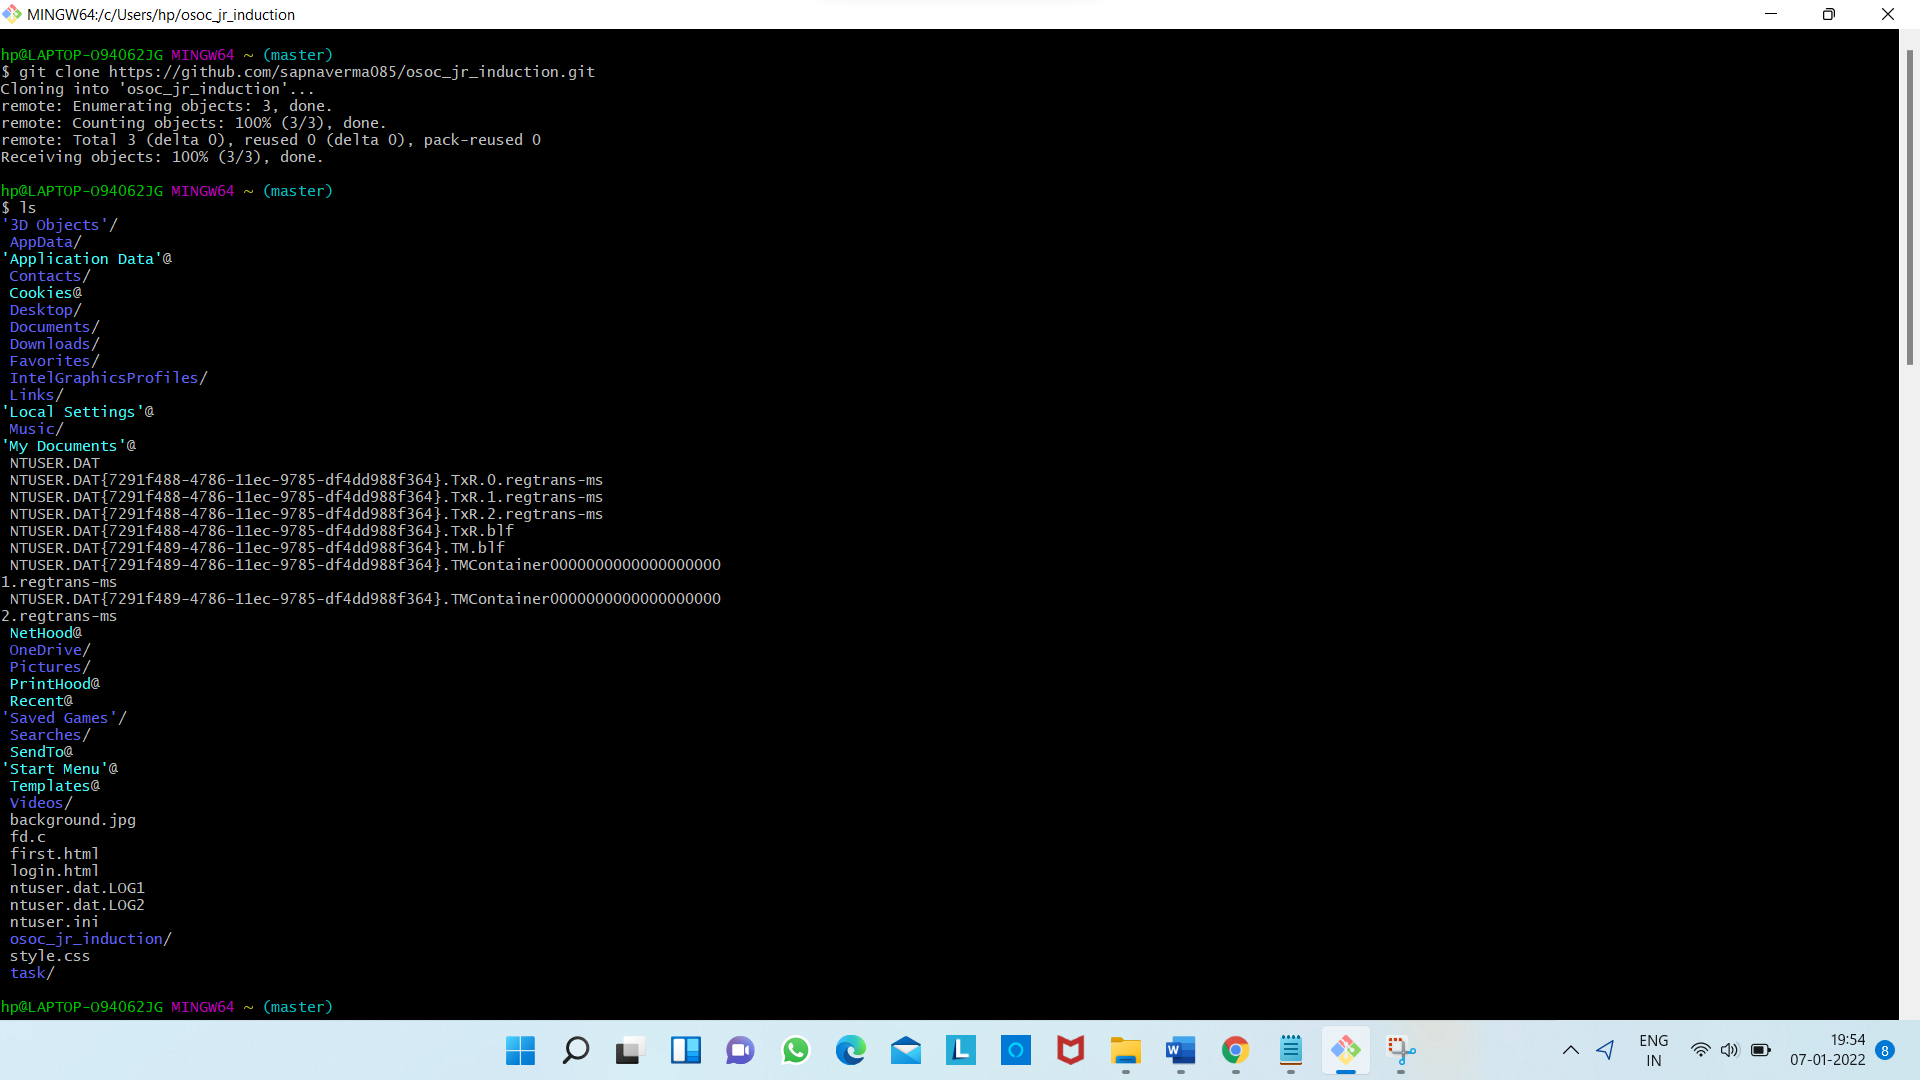 MINGW64:/c/Users/hp/osoc_jr_induction
hp@LAPTOP-O94062JG MINGW64 ~ (master)
$ git clone https://github.com/sapnaverma085/osoc_jr_induction.git
Cloning into 'osoc_jr_induction'...
remote: Enumerating objects: 3, done.
remote: Counting objects: 100% (3/3), done.
remote: Total 3 (delta 0), reused 0 (delta 0), pack-reused 0
Receiving objects: 100% (3/3), done.
hp@LAPTOP-O94062JG MINGW64 ~ (master)
$ ls
'3D Objects'/
AppData/
'Application Data'@
Contacts/
Cookies@
Desktop/
Documents/
Downloads/
Favorites/
IntelGraphicsProfiles/
Links/
'Local Settings'@
Music/
'My Documents'@
NTUSER.DAT
NTUSER.DAT{7291f488-4786-11ec-9785-df4dd988f364}.TxR.0.regtrans-ms
NTUSER.DAT{7291f488-4786-11ec-9785-df4dd988f364}.TxR.1.regtrans-ms
NTUSER.DAT{7291f488-4786-11ec-9785-df4dd988f364}.TxR.2.regtrans-ms
NTUSER.DAT{7291f488-4786-11ec-9785-df4dd988f364}.TxR.blf
NTUSER.DAT{7291f489-4786-11ec-9785-df4dd988f364}.TM.blf
NTUSER.DAT{7291f489-4786-11ec-9785-df4dd988f364}.TMContainer0000000000000000000
1.regtrans-ms
NTUSER.DAT{7291f489-4786-11ec-9785-df4dd988f364}.TMContainer0000000000000000000
2.regtrans-ms
NetHood@
OneDrive/
Pictures/
PrintHood@
Recent@
'Saved Games'/
Searches/
SendTo@
'Start Menu'@
Templates@
Videos/
background.jpg
fd.c
first.html
login.html
ntuser.dat.LOG1
ntuser.dat.LOG2
ntuser.ini
osoc_jr_induction/
style.css
task/
hp@LAPTOP-O94062JG MINGW64 ~ (master)
ENG
IN
19:54
07-01-2022
8